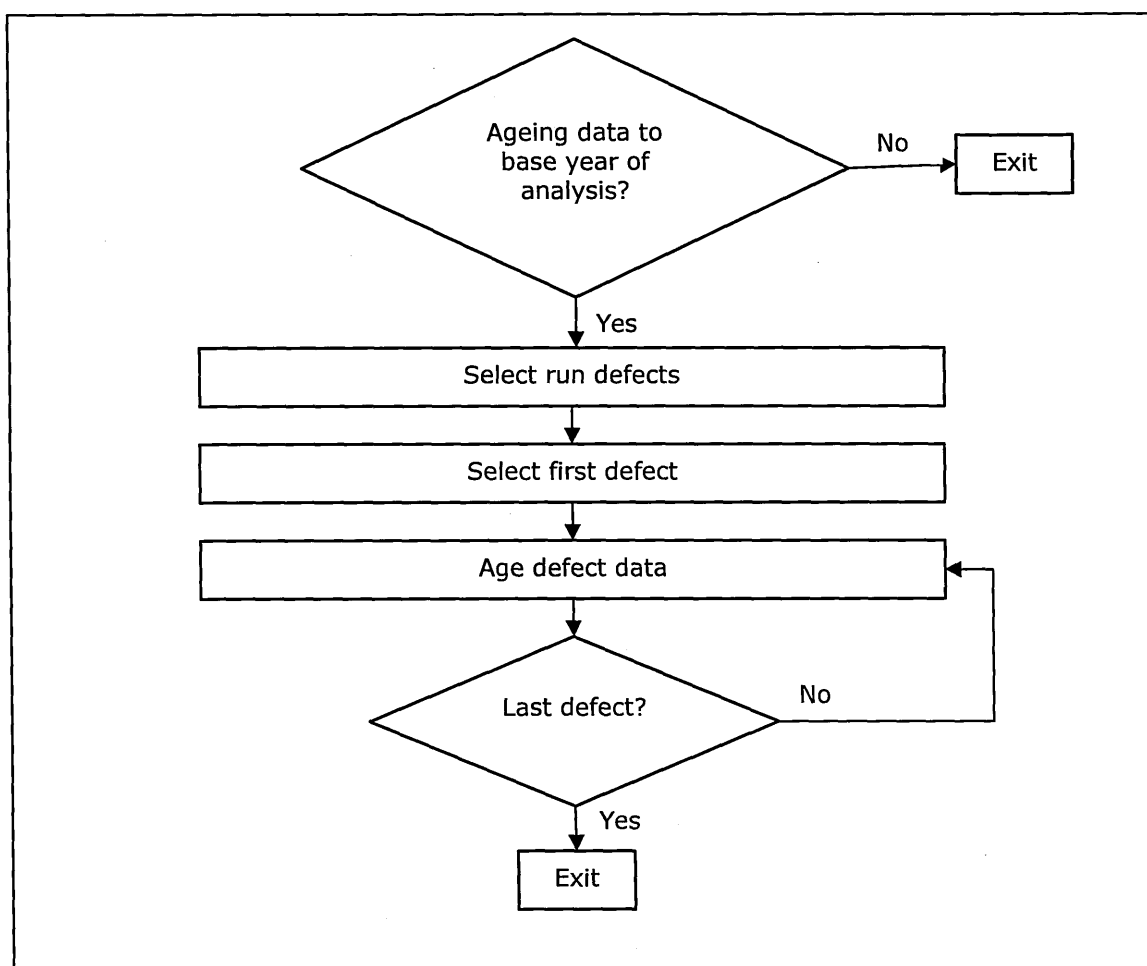 Ageing data to
base year of
analysis?
No
Exit
Yes
Select run defects
Select first defect
Age defect data
Last defect?
No
Yes
Exit